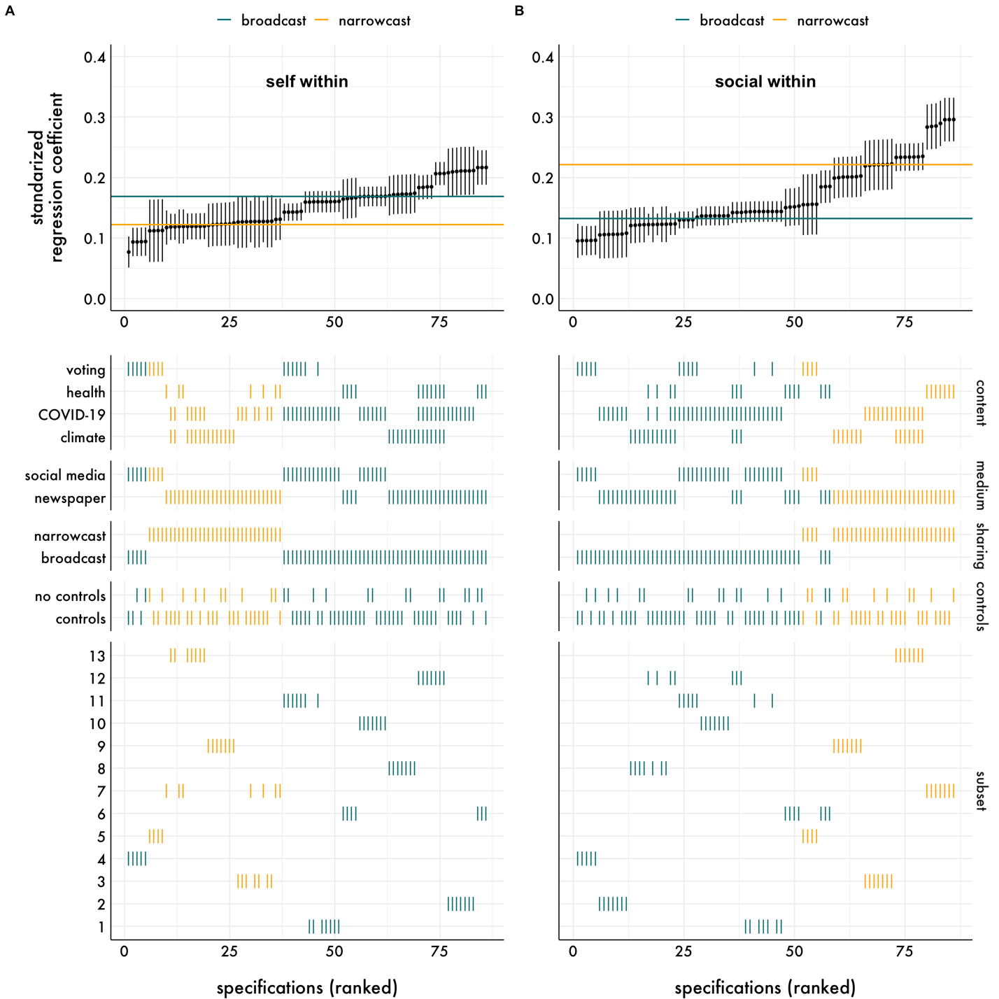 A
broadcast narrowcast
B
broadcast narrowcast
standarized
regression coefficient
self within
0.4
0.3
0.2
0.1
0.0
0 25 50 75
social within
0.4
0.3
0.2
0.1
0.0
0 25 50 75
voting
health
COVID-19
climate
content
social media
newspaper
medium
narrowcast
broadcast
sharing
no controls
controls
controls
13
12
11
10
9
8
7
6
5
4
3
2
1
subset
0 25 50 75
0 25 50 75
specifications (ranked)
specifications (ranked)